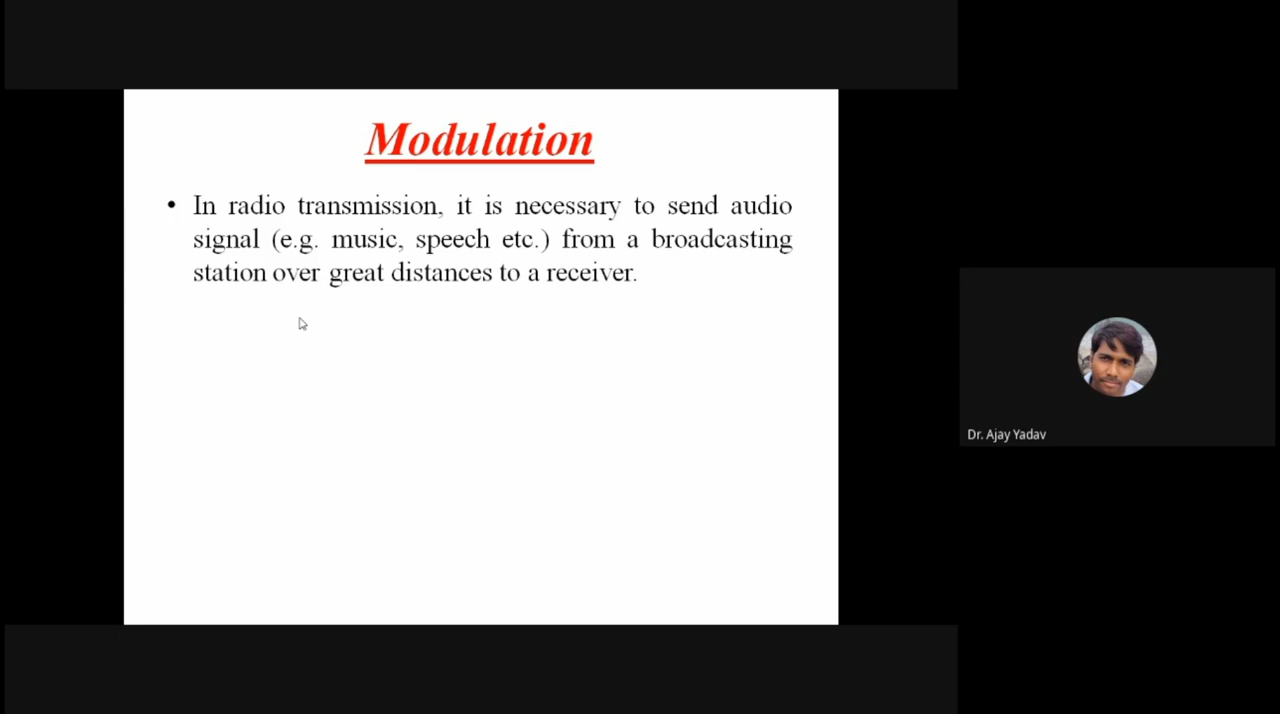 Modulation
• In radio transmission, it is necessary to send audio
signal (e.g. music, speech etc.) from a broadcasting
station over great distances to a receiver.
Dr. Ajay Yadav